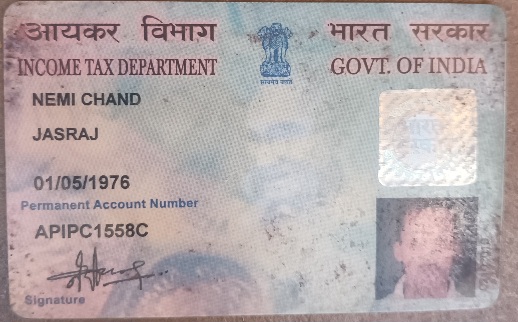 आयकर विभाग
भारत सरकार
INCOME TAX DEPARTMENT
GOVT. OF INDIA
सत्यमेव जयते
NEMI CHAND
JASRAJ
01/05/1976
Permanent Account Number
APIPC1558C
Signature